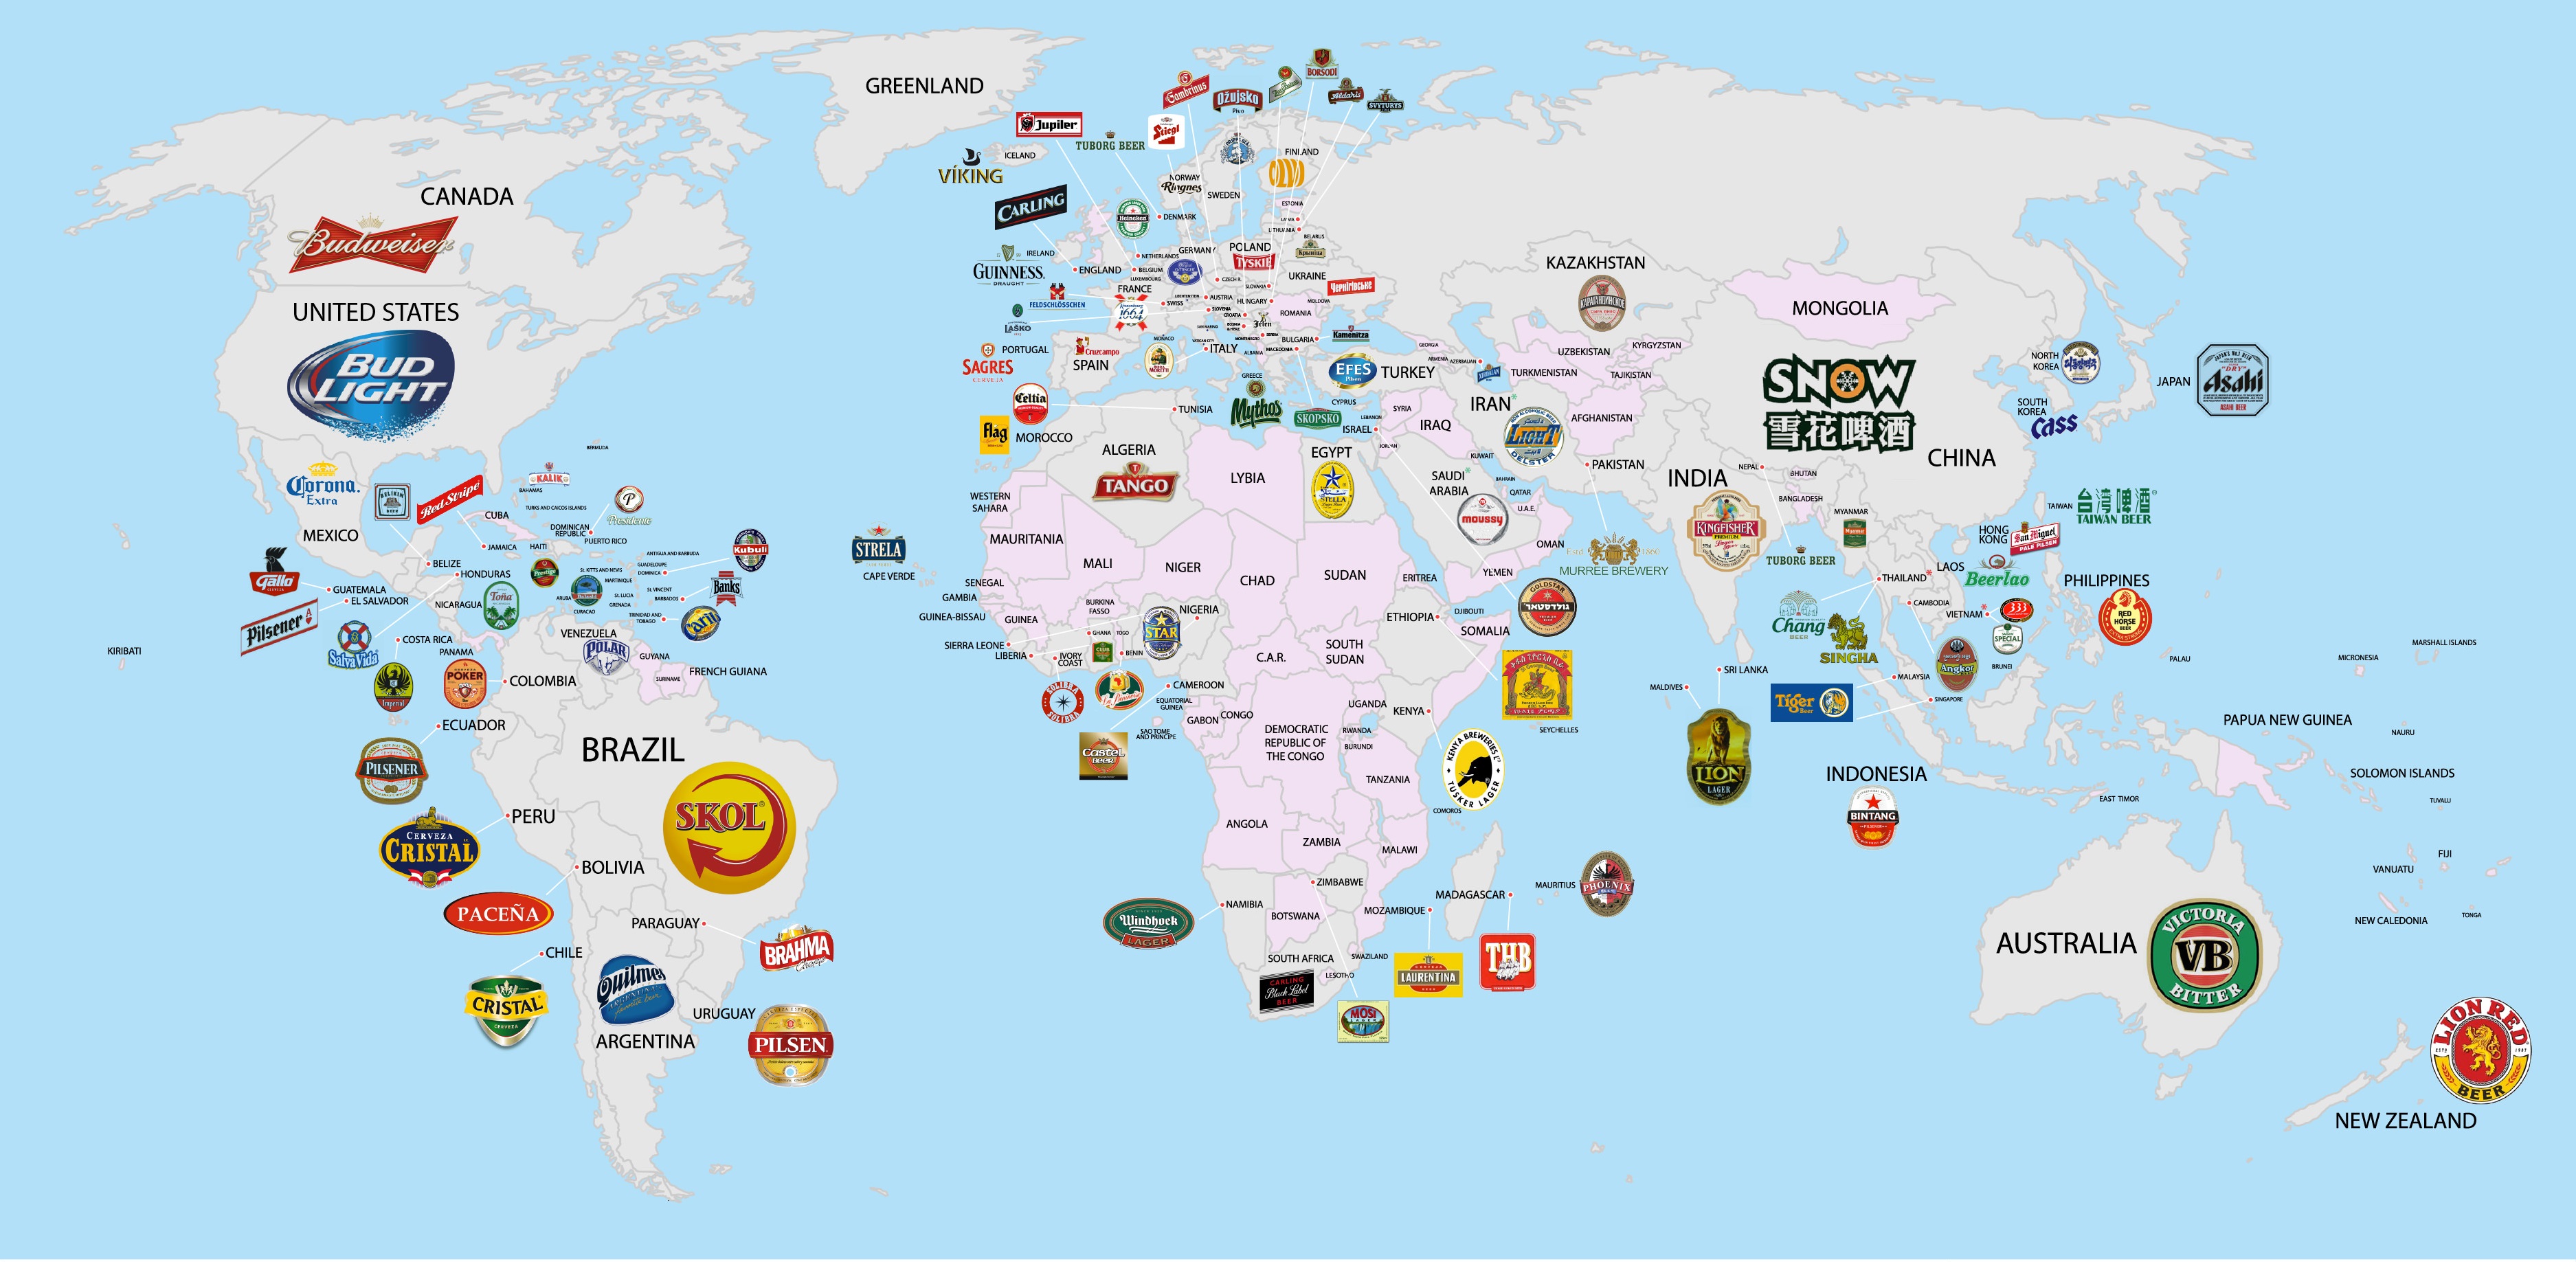 GREENLAND
CANADA
Budweiser
UNITED STATES
BUD
LIGHT
Corona
Extra
MEXICO
BELIKIN
BEER
Red Stripe
KALIK
BAHAMAS
BERMUDA
TURKS AND CAICOS ISLANDS
CUBA
DOMINICAN
REPUBLIC
PUERTO RICO
P
Presidente
HAITI
Prestige
JAMAICA
BELIZE
HONDURAS
GUATEMALA
EL SALVADOR
NICARAGUA
Toña
Gallo
Pilsener
Salva Vida
COSTA RICA
Imperial
PANAMA
ANTIGUA AND BARBUDA
ST. KITTS AND NEVIS
GUADELOUPE
DOMINICA
Kubuli
MARTINIQUE
ST. LUCIA
ST. VINCENT
BARBADOS
Banks
GRENADA
ARUBA
CURACAO
TRINIDAD AND
TOBAGO
Carib
VENEZUELA
POLAR
GUYANA
SURINAME
FRENCH GUIANA
POKER
COLOMBIA
ECUADOR
PILSENER
KIRIBATI
BRAZIL
SKOL
PERU
CERVEZA
CRISTAL
BOLIVIA
PACEÑA
PARAGUAY
BRAHMA
Chopp
CHILE
CRISTAL
CERVEZA
Quilmes
ARGENTINA
URUGUAY
PILSEN
ICELAND
VÍKING
Jupiler
TUBORG BEER
Stiegl
Gambrinus
Ožujsko
Pivo
BORSODI
Aldaris
SVYTURYS
FINLAND
NORWAY
Ringnes
SWEDEN
CARLING
Heineken
DENMARK
ESTONIA
LATVIA
LITHUANIA
BELARUS
IRELAND
GUINNESS
DRAUGHT
ENGLAND
NETHERLANDS
BELGIUM
LUXEMBOURG
GERMANY
POLAND
TYSKIE
CZECH R.
SLOVAKIA
UKRAINE
Чернігівське
MOLDOVA
FELDSCHLÖSSCHEN
FRANCE
1664
SWISS
LIECHTENSTEIN
AUSTRIA
HUNGARY
SLOVENIA
CROATIA
ROMANIA
LAŠKO
MONACO
SAN MARINO
VATICAN CITY
BOSNIA
Jelen
SERBIA
MONTENEGRO
BULGARIA
Kamenitza
PORTUGAL
SAGRES
CERVEJA
Cruzcampo
SPAIN
MORETTI
ITALY
ALBANIA
MACEDONIA
GREECE
Mythos
SKOPSKO
EFES
Pilsen
TURKEY
CYPRUS
LEBANON
SYRIA
ISRAEL
JORDAN
IRAQ
GEORGIA
ARMENIA
AZERBAIJAN
KAZAKHSTAN
КАРАГАНДИНСКОЕ
UZBEKISTAN
KYRGYZSTAN
TURKMENISTAN
TAJIKISTAN
IRAN*
LIGHT
DELSTER
AFGHANISTAN
PAKISTAN
MURREE BREWERY
KUWAIT
BAHRAIN
QATAR
U.A.E.
SAUDI*
ARABIA
moussy
OMAN
YEMEN
GOLDSTAR
גולדסטאר
Celtia
TUNISIA
flag
MOROCCO
ALGERIA
TANGO
LYBIA
EGYPT
STELLA
WESTERN
SAHARA
MAURITANIA
STRELA
CAPE VERDE
MALI
NIGER
CHAD
SUDAN
ERITREA
SENEGAL
GAMBIA
GUINEA-BISSAU
GUINEA
SIERRA LEONE
LIBERIA
BURKINA
FASSO
GHANA
TOGO
CLUB
BENIN
IVORY
COAST
SOLIBRA
STAR
NIGERIA
CAMEROON
Castel
BEER
EQUATORIAL
GUINEA
SAO TOME
AND PRINCIPE
GABON
CONGO
C.A.R.
SOUTH
SUDAN
ETHIOPIA
DJIBOUTI
SOMALIA
DEMOCRATIC
REPUBLIC OF
THE CONGO
UGANDA
KENYA
RWANDA
BURUNDI
KENYA BREWERIES LTD
TUSKER LAGER
SEYCHELLES
TANZANIA
COMOROS
ANGOLA
ZAMBIA
MALAWI
ZIMBABWE
NAMIBIA
Windhoek
LAGER
BOTSWANA
MOZAMBIQUE
LAURENTINA
MADAGASCAR
THB
MAURITIUS
PHOENIX
SOUTH AFRICA
CARLING
Black Label
BEER
SWAZILAND
LESOTHO
MOSI
MONGOLIA
SNOW
雪花啤酒
CHINA
NORTH
KOREA
SOUTH
KOREA
Cass
JAPAN
Asahi
ASAHI BEER
INDIA
KINGFISHER
PREMIUM
NEPAL
TUBORG BEER
BHUTAN
BANGLADESH
MYANMAR
Myanmar
TAIWAN
台湾啤酒
TAIWAN BEER
HONG
KONG
San Miguel
PALE PILSEN
LAOS
Beerlao
THAILAND*
Chang
BEER
SINGHA
CAMBODIA
Angkor
VIETNAM*
333
SPECIAL
PHILIPPINES
RED
HORSE
BEER
EXTRA STRONG
BRUNEI
MALAYSIA
SINGAPORE
Tiger
Beer
SRI LANKA
MALDIVES
LION
LAGER
INDONESIA
BINTANG
EAST TIMOR
PALAU
MICRONESIA
MARSHALL ISLANDS
PAPUA NEW GUINEA
NAURU
SOLOMON ISLANDS
TUVALU
FIJI
VANUATU
NEW CALEDONIA
TONGA
AUSTRALIA
VICTORIA
VB
BITTER
LION RED
BEER
NEW ZEALAND